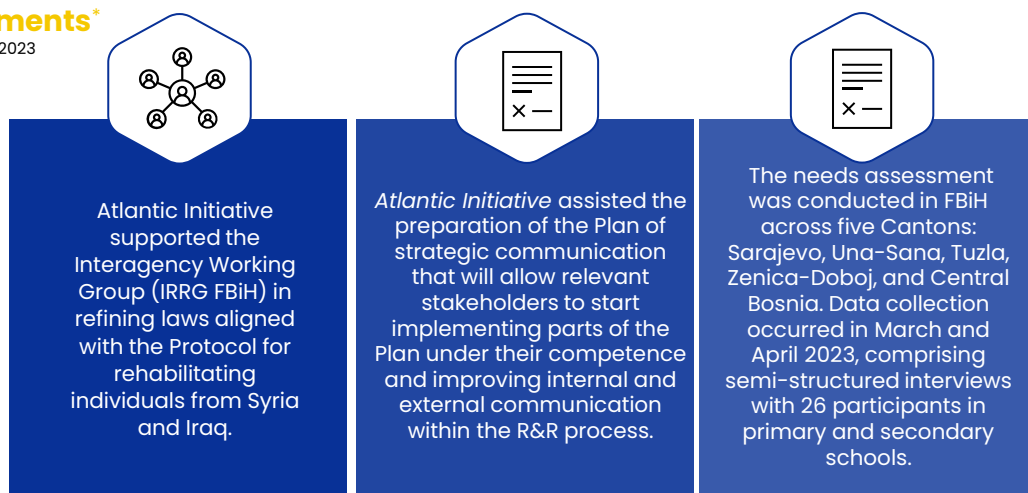 ments*
2023
Atlantic Initiative
supported the
Interagency Working
Group (IRRG FBiH) in
refining laws aligned
with the Protocol for
rehabilitating
individuals from Syria
and Iraq.
Atlantic Initiative assisted the
preparation of the Plan of
strategic communication
that will allow relevant
stakeholders to start
implementing parts of the
Plan under their competence
and improving internal and
external communication
within the R&R process.
The needs assessment
was conducted in FBiH
across five Cantons:
Sarajevo, Una-Sana, Tuzla,
Zenica-Doboj, and Central
Bosnia. Data collection
occurred in March and
April 2023, comprising
semi-structured interviews
with 26 participants in
primary and secondary
schools.